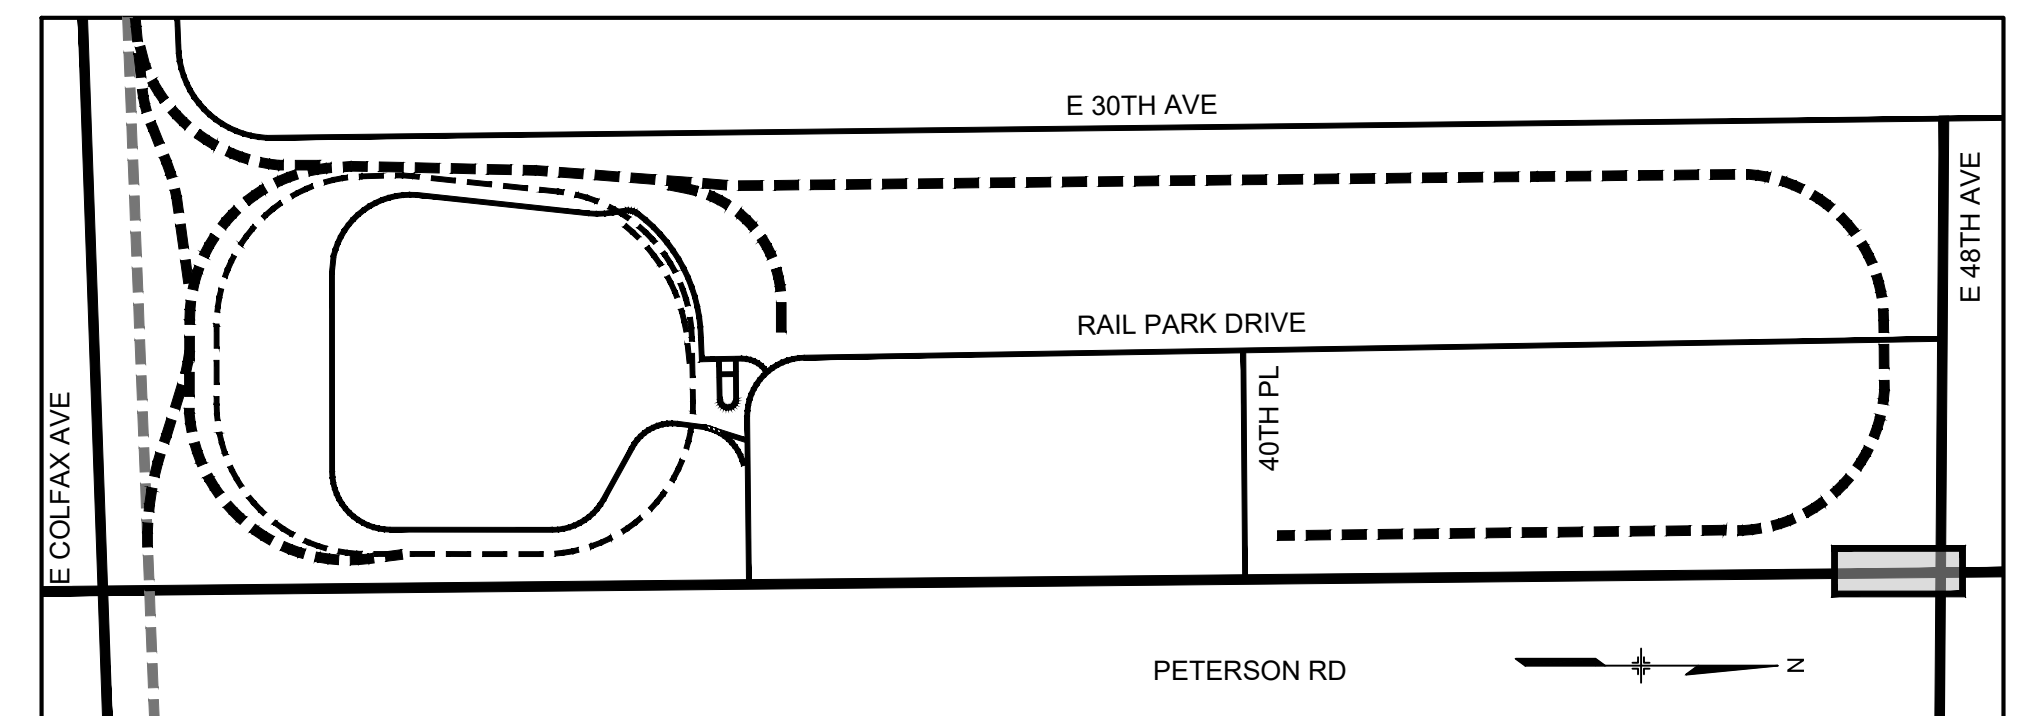 E 30TH AVE
E 48TH AVE
RAIL PARK DRIVE
40TH PL
E COLFAX AVE
PETERSON RD
N